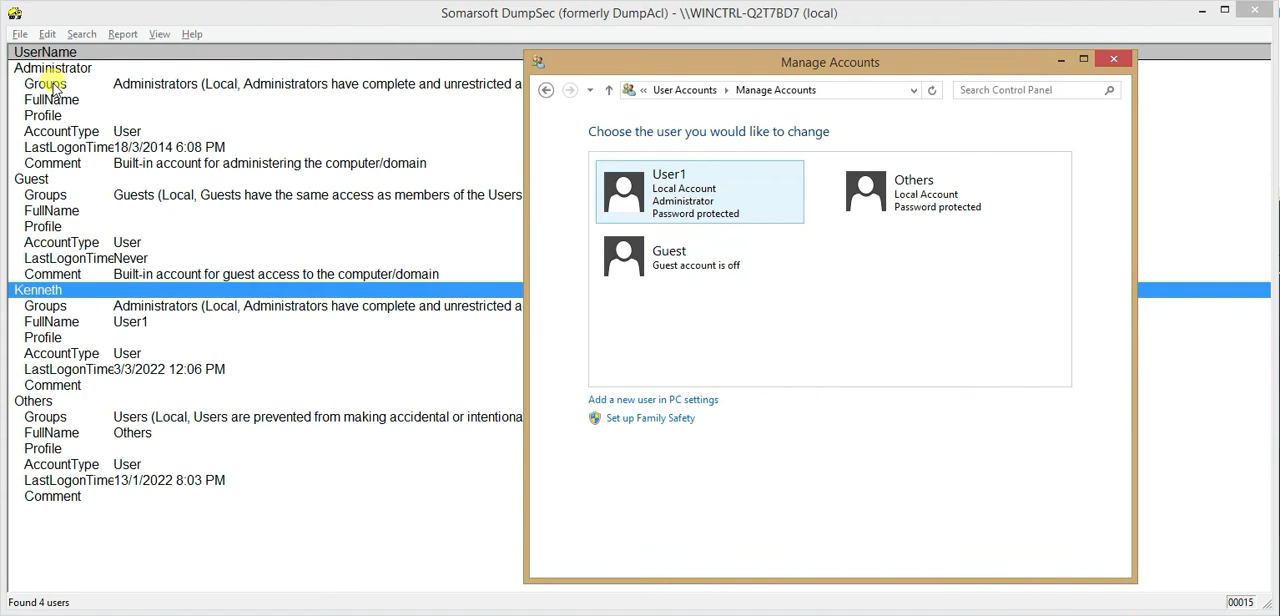 Somarsoft DumpSec (formerly DumpAcl) - \\WINCTRL-Q2T7BD7 (local)
File Edit Search Report View Help
UserName
Administrator
Groups Administrators (Local, Administrators have complete and unrestricted a
FullName
Profile
AccountType User
LastLogonTime18/3/2014 6:08 PM
Comment Built-in account for administering the computer/domain
Guest
Groups Guests (Local, Guests have the same access as members of the Users
FullName
Profile
AccountType User
LastLogonTimeNever
Comment Built-in account for guest access to the computer/domain
Kenneth
Groups Administrators (Local, Administrators have complete and unrestricted a
FullName User1
Profile
AccountType User
LastLogonTime3/3/2022 12:06 PM
Comment
Others
Groups Users (Local, Users are prevented from making accidental or intentiona
FullName Others
Profile
AccountType User
LastLogonTime13/1/2022 8:03 PM
Comment
Found 4 users
00015
Manage Accounts
« User Accounts Manage Accounts
Search Control Panel
Choose the user you would like to change
User1
Local Account
Administrator
Password protected
Others
Local Account
Password protected
Guest
Guest account is off
Add a new user in PC settings
Set up Family Safety